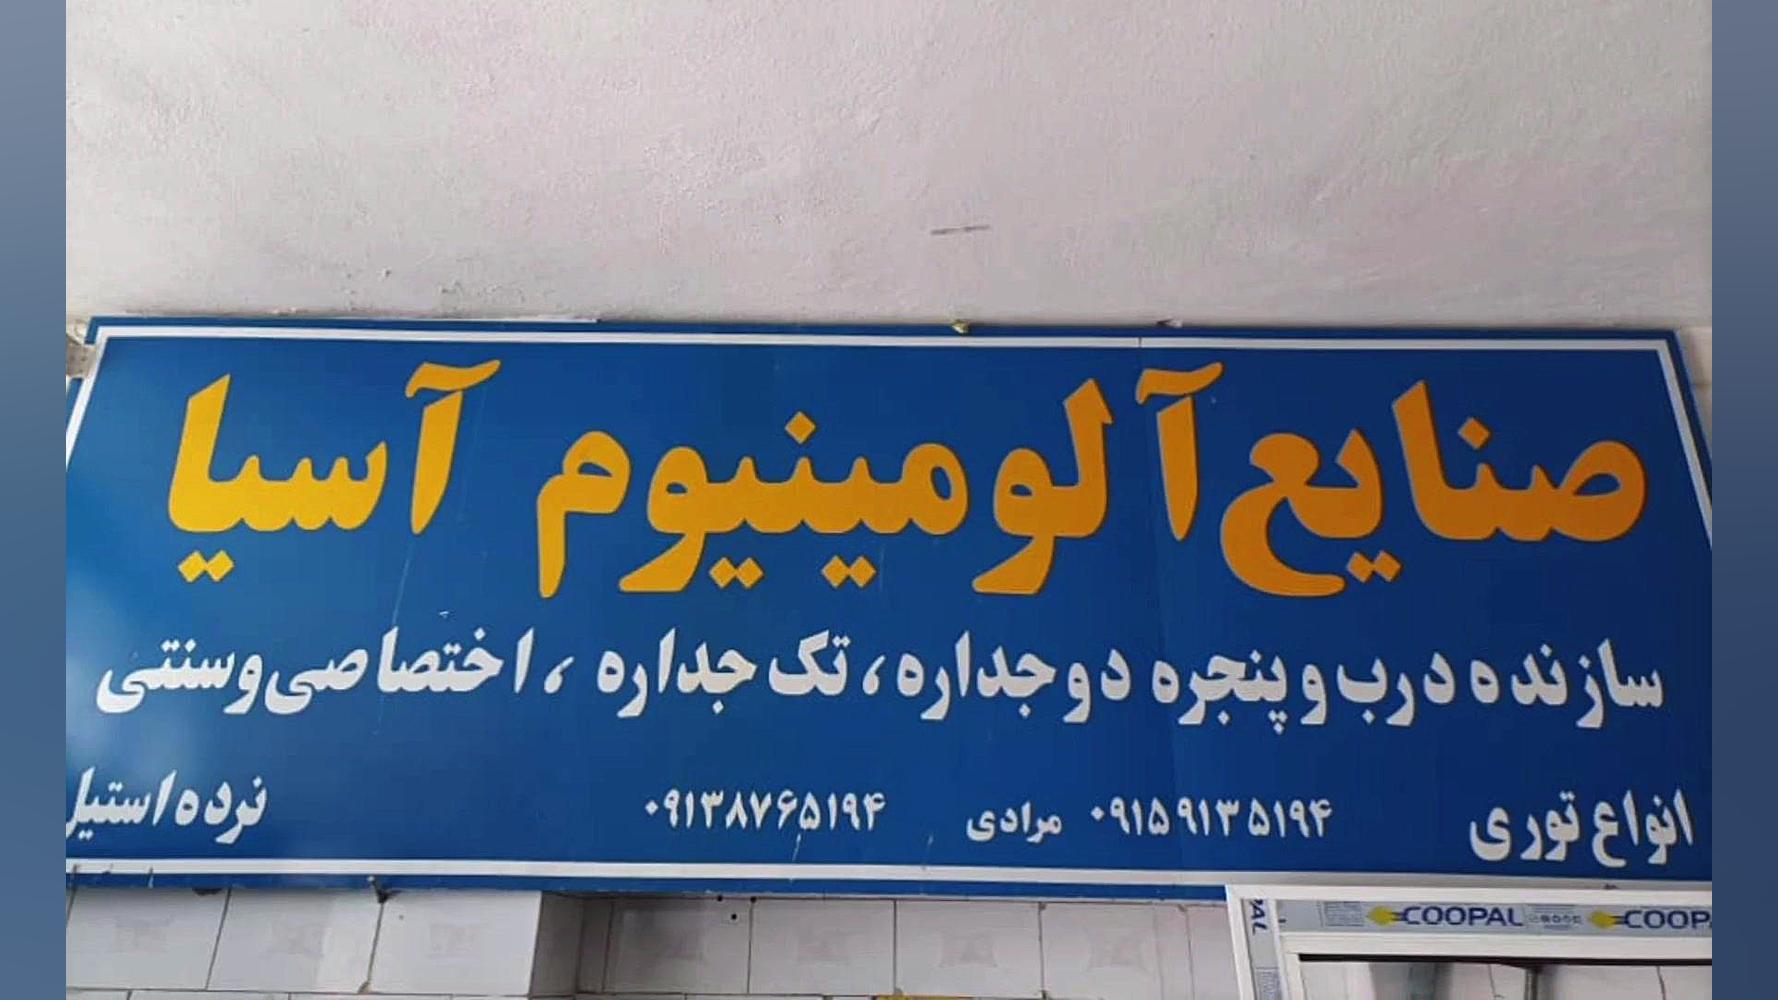 صنایع آلومینیوم آسیا
سازنده درب و پنجره دوجداره، تک جداره ، اختصاصی و سنتی
انواع توری ۰۹۱۵۹۱۳۵۱۹۴ مرادی ۰۹۱۳۸۷۶۵۱۹۴ نرده استیل
COOPAL COOP